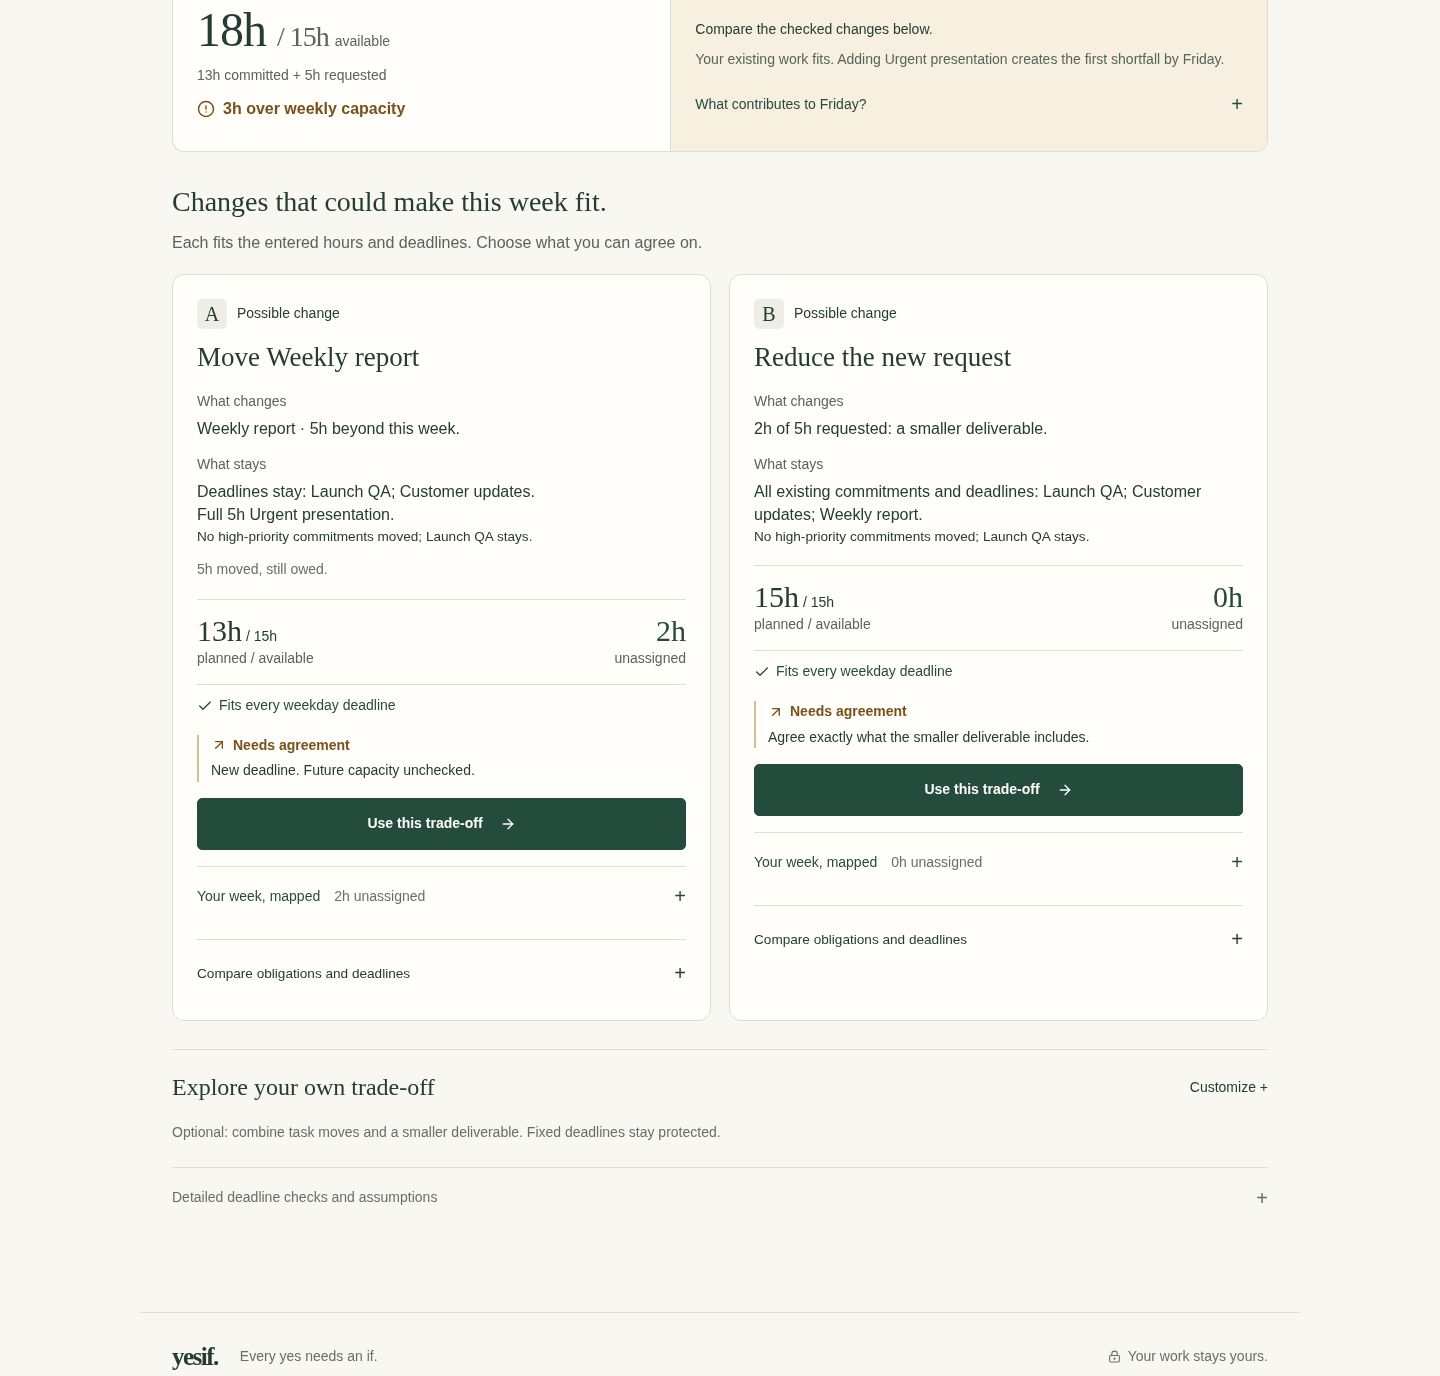 18h / 15h available
13h committed + 5h requested
3h over weekly capacity
Compare the checked changes below.
Your existing work fits. Adding Urgent presentation creates the first shortfall by Friday.
What contributes to Friday? +
Changes that could make this week fit.
Each fits the entered hours and deadlines. Choose what you can agree on.
A Possible change
Move Weekly report
What changes
Weekly report · 5h beyond this week.
What stays
Deadlines stay: Launch QA; Customer updates.
Full 5h Urgent presentation.
No high-priority commitments moved; Launch QA stays.
5h moved, still owed.
13h / 15h 2h
planned / available unassigned
Fits every weekday deadline
Needs agreement
New deadline. Future capacity unchecked.
Use this trade-off →
Your week, mapped 2h unassigned +
Compare obligations and deadlines +
B Possible change
Reduce the new request
What changes
2h of 5h requested: a smaller deliverable.
What stays
All existing commitments and deadlines: Launch QA; Customer
updates; Weekly report.
No high-priority commitments moved; Launch QA stays.
15h / 15h 0h
planned / available unassigned
Fits every weekday deadline
Needs agreement
Agree exactly what the smaller deliverable includes.
Use this trade-off →
Your week, mapped 0h unassigned +
Compare obligations and deadlines +
Explore your own trade-off Customize +
Optional: combine task moves and a smaller deliverable. Fixed deadlines stay protected.
Detailed deadline checks and assumptions +
yesif. Every yes needs an if. Your work stays yours.